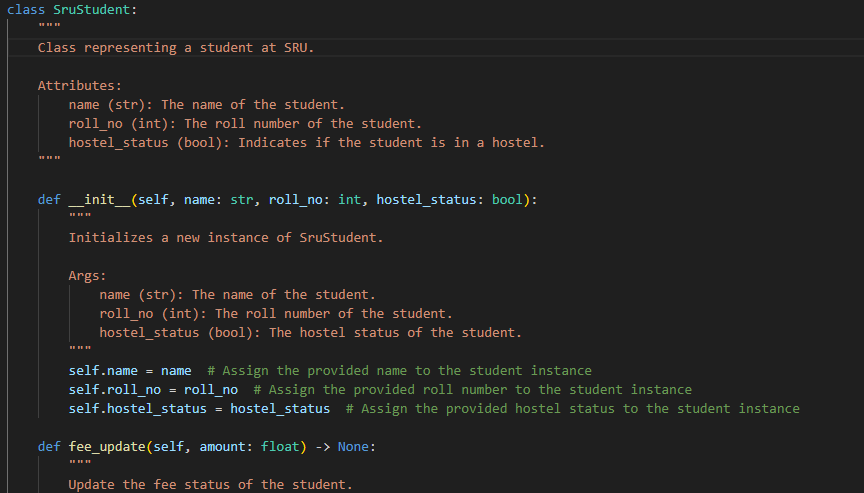 class SruStudent:
    """
    Class representing a student at SRU.

    Attributes:
        name (str): The name of the student.
        roll_no (int): The roll number of the student.
        hostel_status (bool): Indicates if the student is in a hostel.
    """

    def __init__(self, name: str, roll_no: int, hostel_status: bool):
        """
        Initializes a new instance of SruStudent.

        Args:
            name (str): The name of the student.
            roll_no (int): The roll number of the student.
            hostel_status (bool): The hostel status of the student.
        """
        self.name = name  # Assign the provided name to the student instance
        self.roll_no = roll_no  # Assign the provided roll number to the student instance
        self.hostel_status = hostel_status  # Assign the provided hostel status to the student instance

    def fee_update(self, amount: float) -> None:
        """
        Update the fee status of the student.